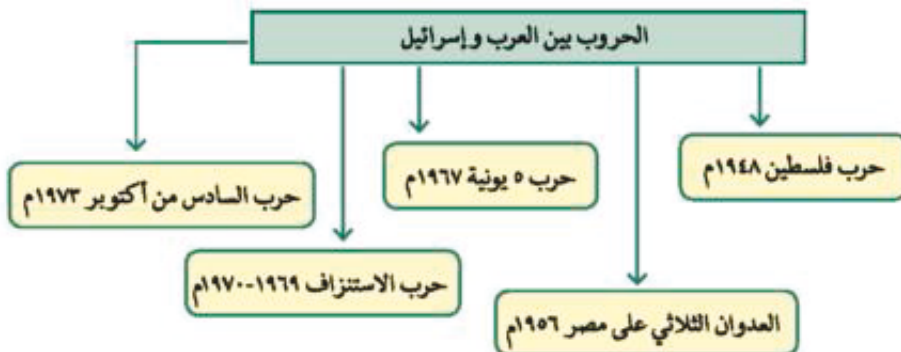 الحروب بين العرب وإسرائيل
حرب فلسطين ١٩٤٨م
العدوان الثلاثي على مصر ١٩٥٦م
حرب ٥ يونية ١٩٦٧م
حرب الاستنزاف ١٩٦٩-١٩٧٠م
حرب السادس من أكتوبر ١٩٧٣م